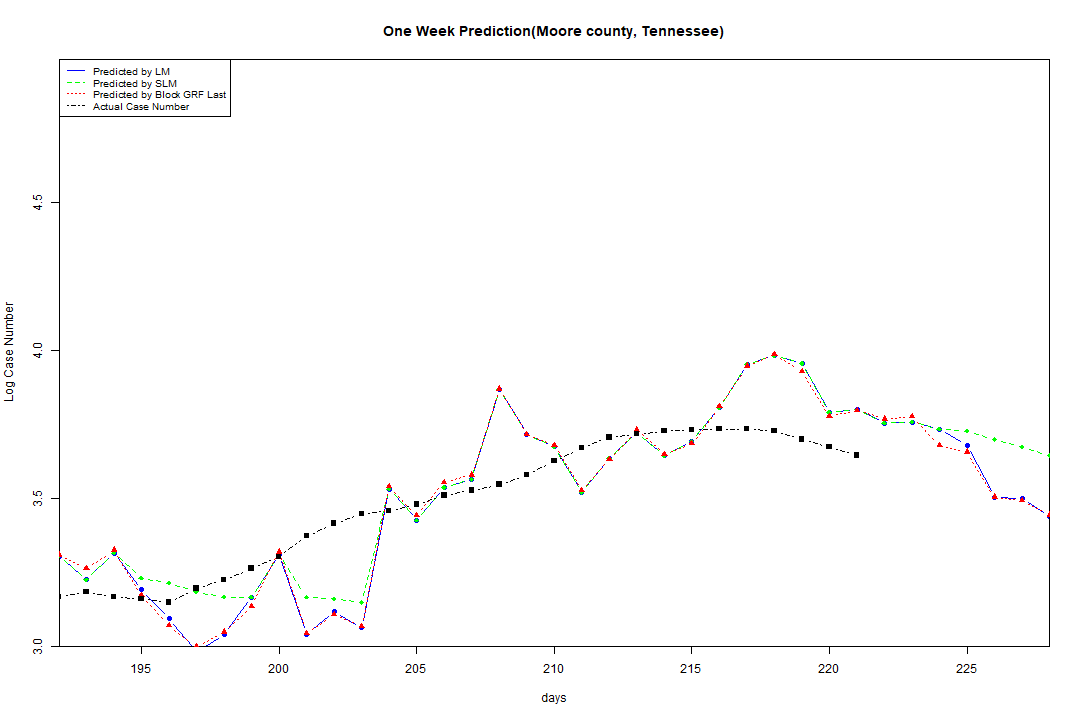 One Week Prediction(Moore county, Tennessee)
Predicted by LM
Predicted by SLM
Predicted by Block GRF Last
Actual Case Number
Log Case Number
4.5
4.0
3.5
3.0
195 200 205 210 215 220 225
days